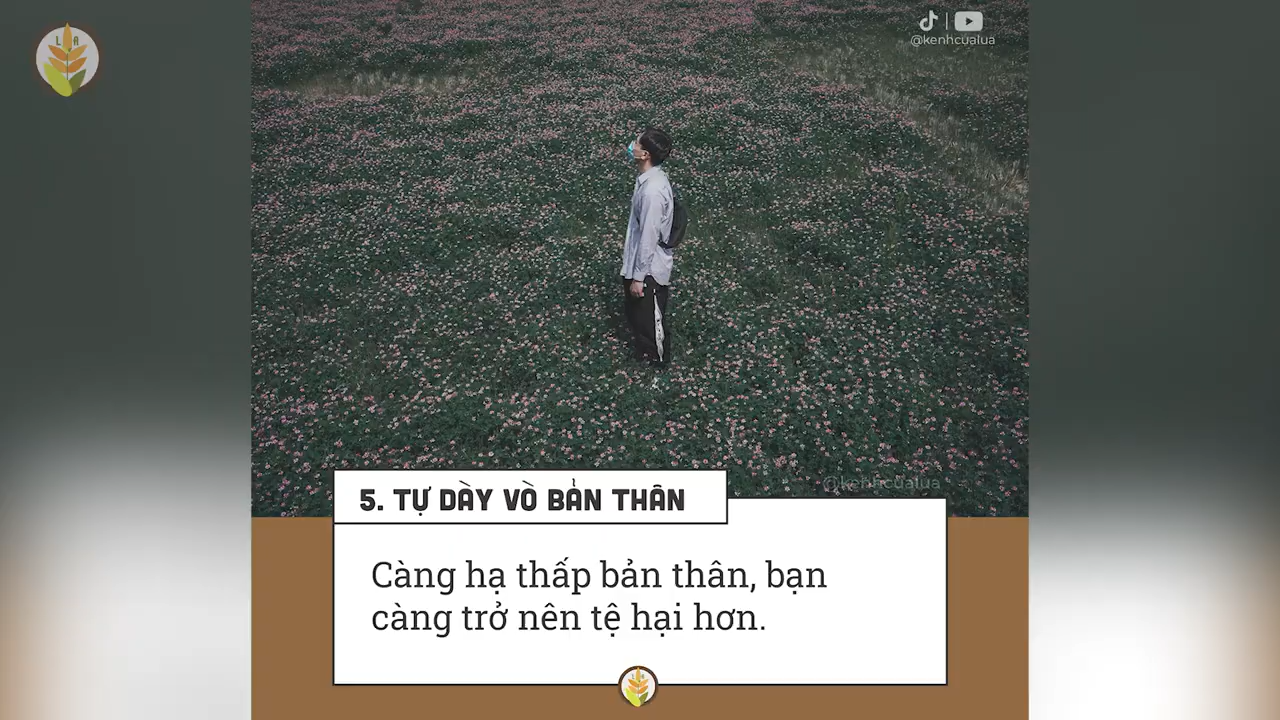 L A
@kenhcualua
@kenhcualua
5. TỰ DÀY VÒ BẢN THÂN
Càng hạ thấp bản thân, bạn
càng trở nên tệ hại hơn.